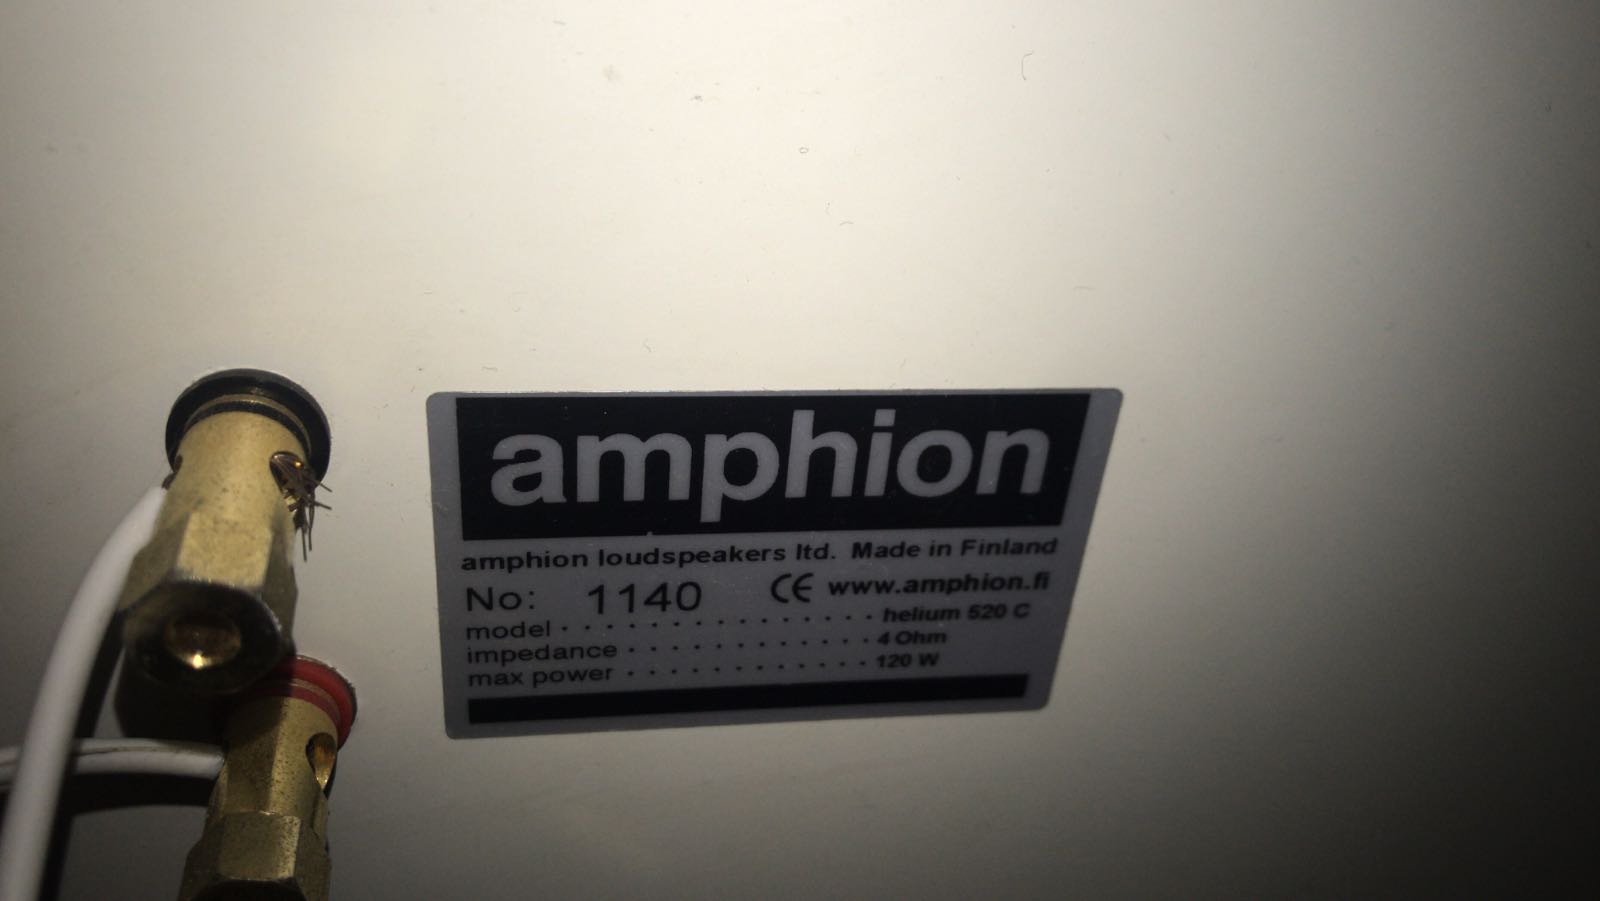 amphion
amphion loudspeakers ltd. Made in Finland
No: 1140 CE www.amphion.fi
model . . . . . . . . . . . . . . helium 520 C
impedance . . . . . . . . . . . 4 Ohm
max power . . . . . . . . . . . 120 W